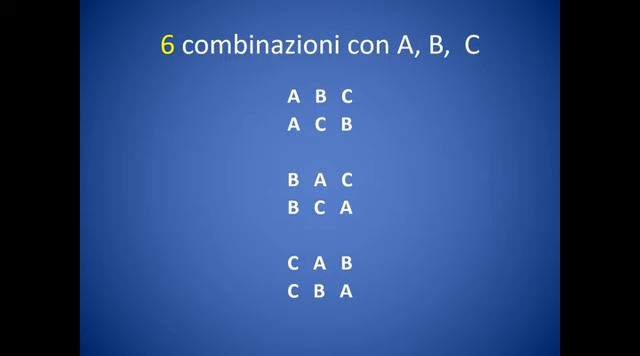 6 combinazioni con A, B, C
A B C
A C B
B A C
B C A
C A B
C B A